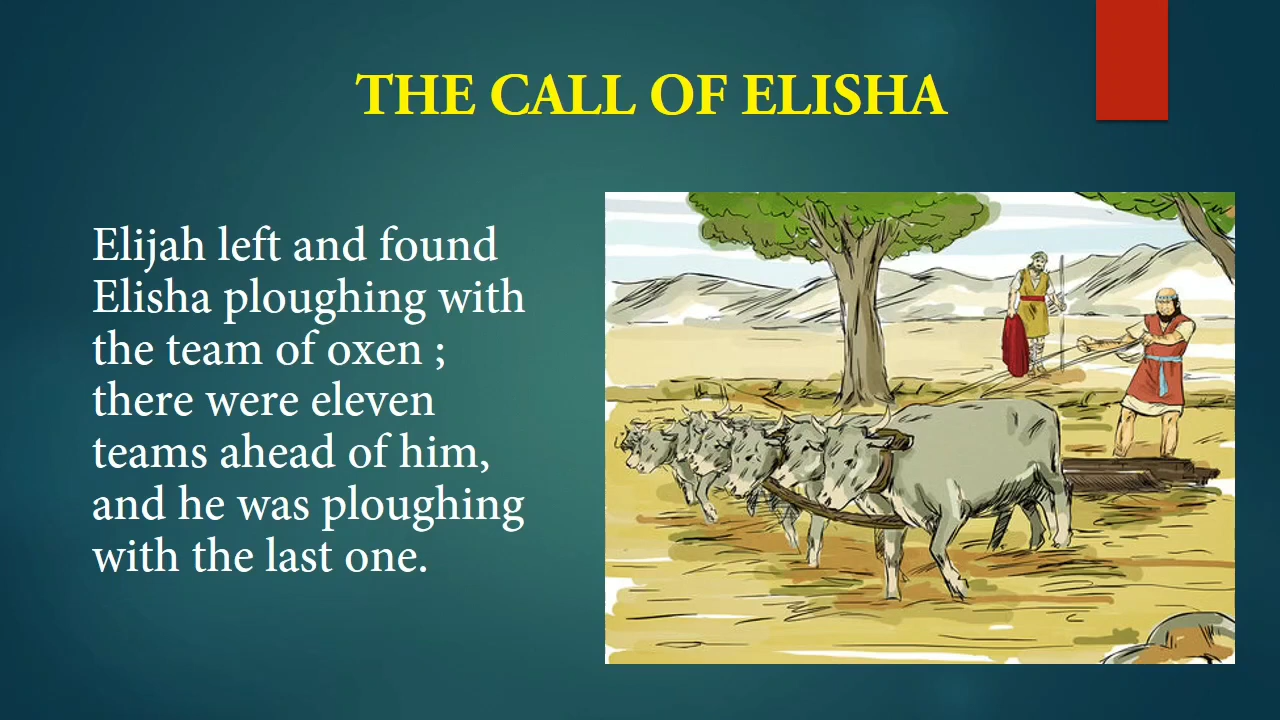 THE CALL OF ELISHA
Elijah left and found
Elisha ploughing with
the team of oxen ;
there were eleven
teams ahead of him,
and he was ploughing
with the last one.